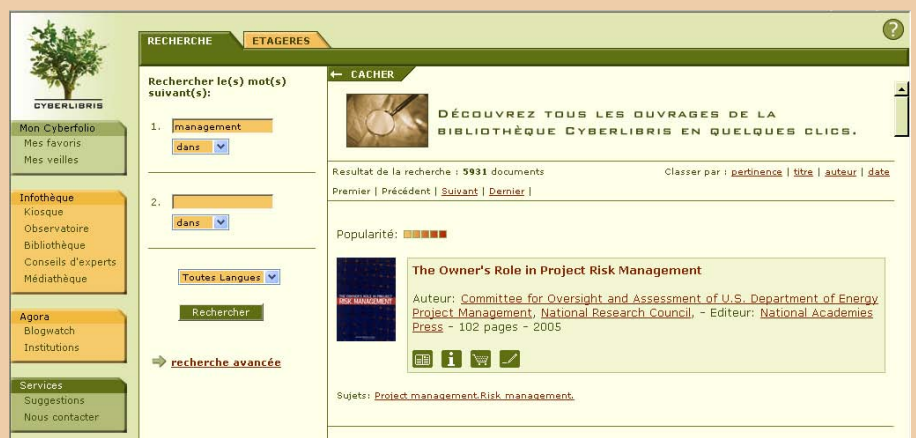 RECHERCHE
ETAGERES
?
CYBERLIBRIS
Mon Cyberfolio
Mes favoris
Mes veilles
Infothèque
Kiosque
Observatoire
Bibliothèque
Conseils d'experts
Médiathèque
Agora
Blogwatch
Institutions
Services
Suggestions
Nous contacter
Rechercher le(s) mot(s)
suivant(s):
1. management
dans
2.
dans
Toutes Langues
Rechercher
recherche avancée
← CACHER
DÉCOUVREZ TOUS LES OUVRAGES DE LA
BIBLIOTHÈQUE CYBERLIBRIS EN QUELQUES CLICS.
Resultat de la recherche : 5931 documents
Classer par : pertinence | titre | auteur | date
Premier | Précédent | Suivant | Dernier |
Popularité:
THE OWNER'S ROLE IN PROJECT
RISK MANAGEMENT
The Owner's Role in Project Risk Management
Auteur: Committee for Oversight and Assessment of U.S. Department of Energy
Project Management, National Research Council, - Editeur: National Academies
Press - 102 pages - 2005
Sujets: Project management.Risk management.